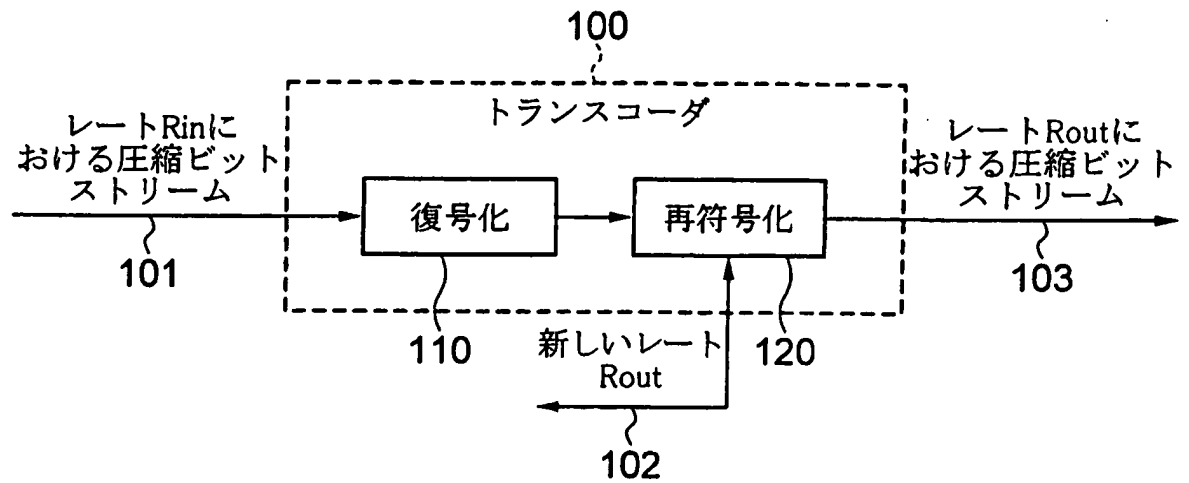 100
トランスコーダ
レートRinに
おける圧縮ビット
ストリーム
101
復号化
110
再符号化
120
新しいレート
Rout
102
レートRoutに
おける圧縮ビット
ストリーム
103